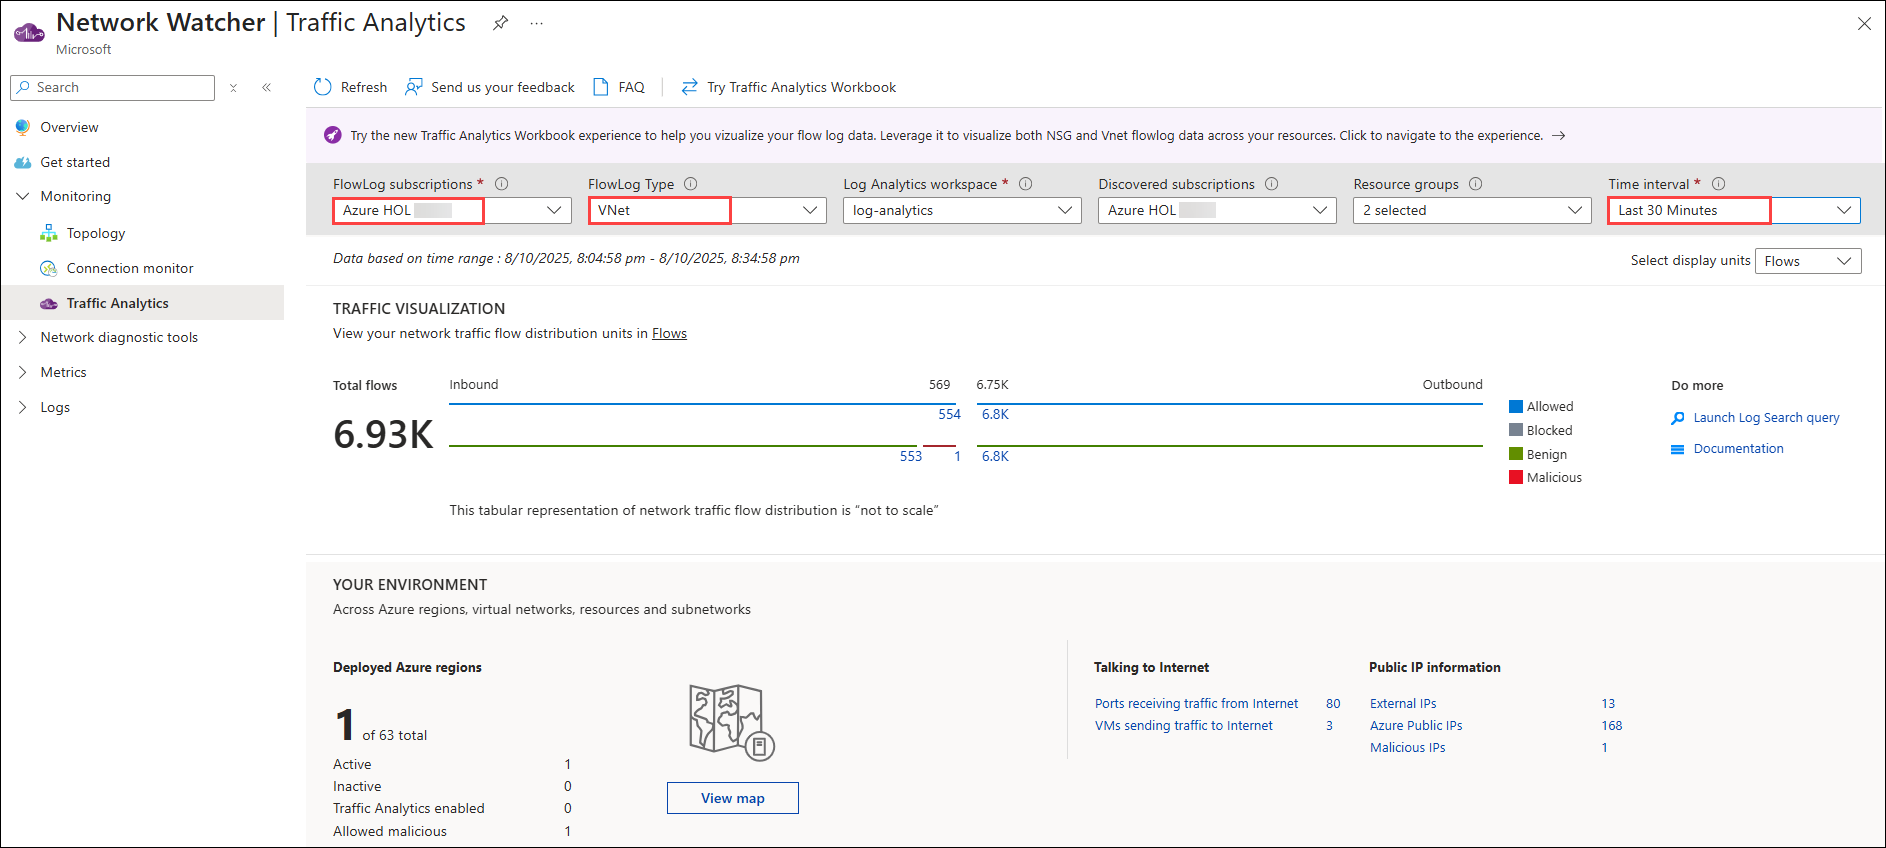 Network Watcher | Traffic Analytics
Microsoft
Search
Refresh
Send us your feedback
FAQ
Try Traffic Analytics Workbook
Overview
Get started
Monitoring
Topology
Connection monitor
Traffic Analytics
Network diagnostic tools
Metrics
Logs
Try the new Traffic Analytics Workbook experience to help you vizualize your flow log data. Leverage it to visualize both NSG and Vnet flowlog data across your resources. Click to navigate to the experience. →
FlowLog subscriptions *
Azure HOL
FlowLog Type
VNet
Log Analytics workspace *
log-analytics
Discovered subscriptions
Azure HOL
Resource groups
2 selected
Time interval *
Last 30 Minutes
Data based on time range : 8/10/2025, 8:04:58 pm - 8/10/2025, 8:34:58 pm
Select display units
Flows
TRAFFIC VISUALIZATION
View your network traffic flow distribution units in Flows
Total flows
6.93K
Inbound 569
6.75K Outbound
554 6.8K
553 1 6.8K
Allowed
Blocked
Benign
Malicious
Do more
Launch Log Search query
Documentation
This tabular representation of network traffic flow distribution is “not to scale”
YOUR ENVIRONMENT
Across Azure regions, virtual networks, resources and subnetworks
Deployed Azure regions
1 of 63 total
Active 1
Inactive 0
Traffic Analytics enabled 0
Allowed malicious 1
View map
Talking to Internet
Ports receiving traffic from Internet 80
VMs sending traffic to Internet 3
Public IP information
External IPs 13
Azure Public IPs 168
Malicious IPs 1